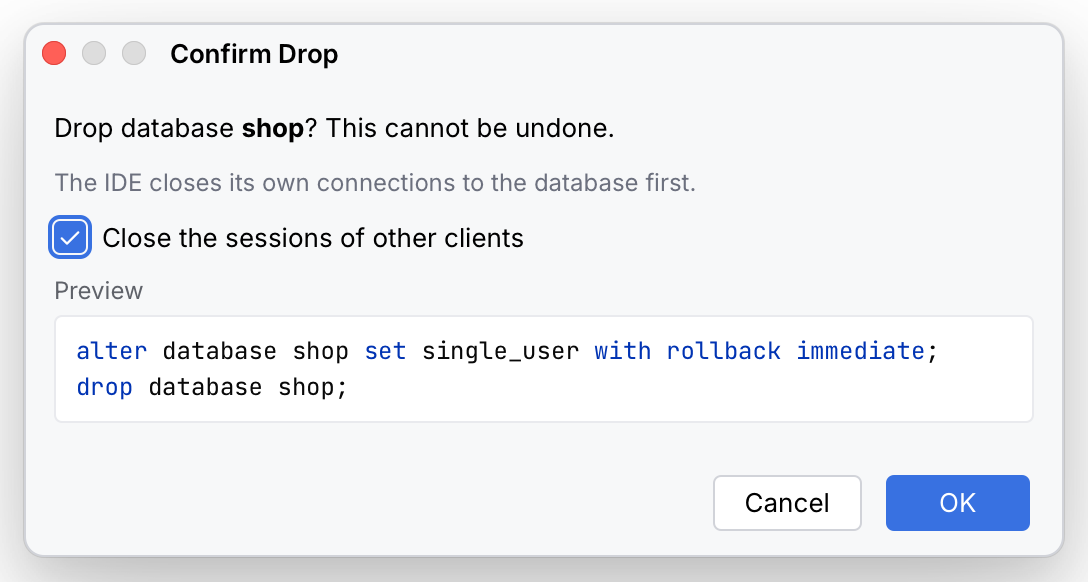 Confirm Drop
Drop database shop? This cannot be undone.
The IDE closes its own connections to the database first.
Close the sessions of other clients
Preview
alter database shop set single_user with rollback immediate;
drop database shop;
Cancel OK